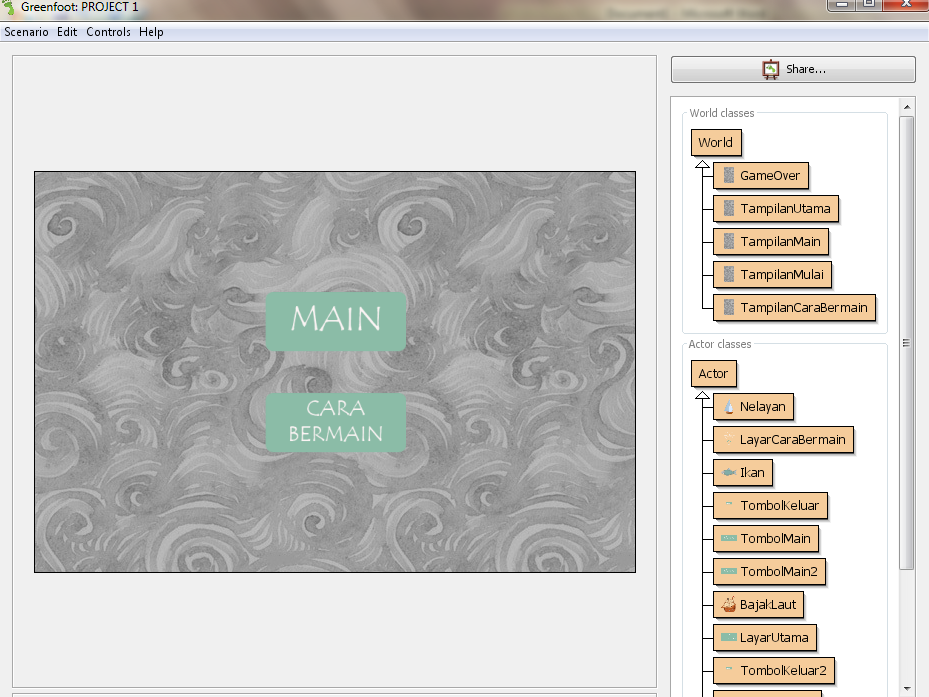 Greenfoot: PROJECT 1
Scenario Edit Controls Help
Share...
World classes
World
GameOver
TampilanUtama
TampilanMain
TampilanMulai
TampilanCaraBermain
Actor classes
Actor
Nelayan
LayarCaraBermain
Ikan
TombolKeluar
TombolMain
TombolMain2
BajakLaut
LayarUtama
TombolKeluar2
MAIN
CARA
BERMAIN